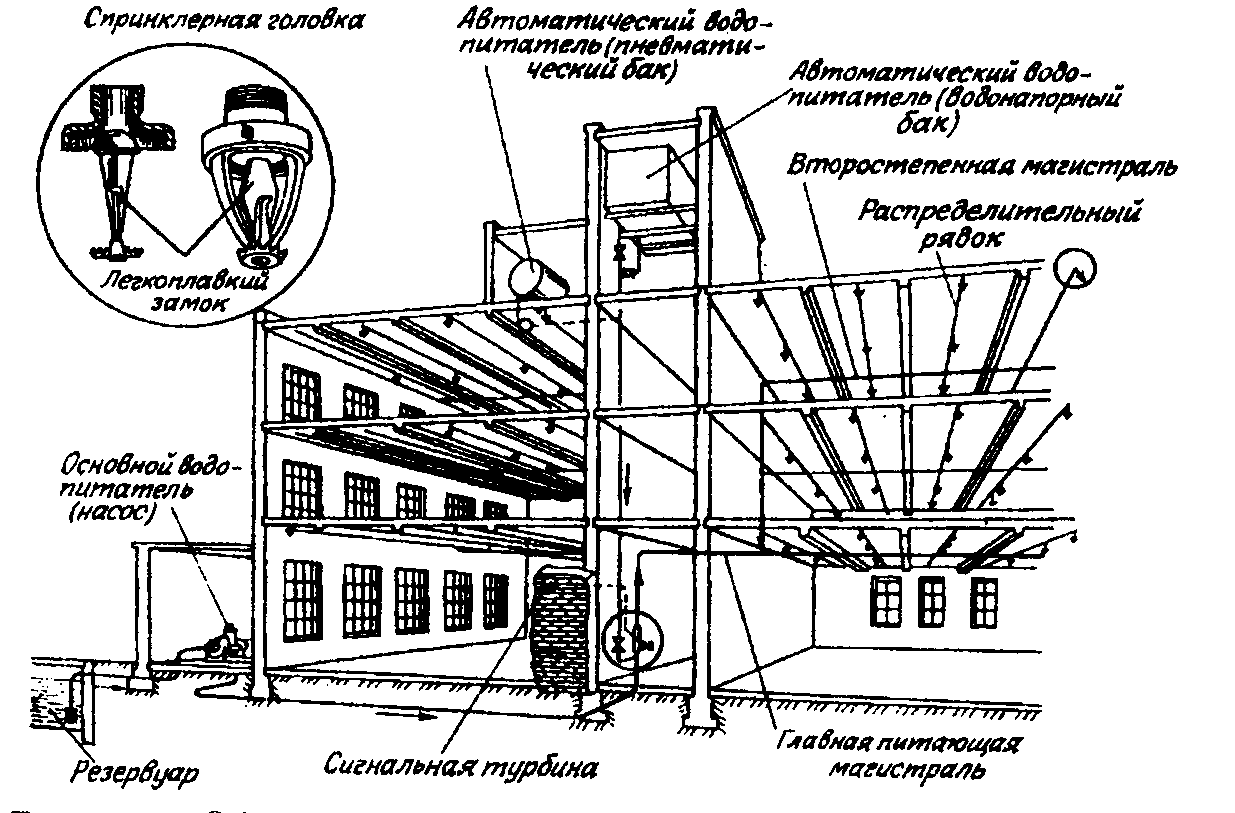 Спринклерная головка
Легкоплавкий
замок
Автоматический водо-
питатель (пневмати-
ческий бак)
Автоматический водо-
питатель (водонапорный
бак)
Второстепенная магистраль
Распределительный
рядок
Основной водо-
питатель
(насос)
Резервуар
Сигнальная турбина
Главная питающая
магистраль